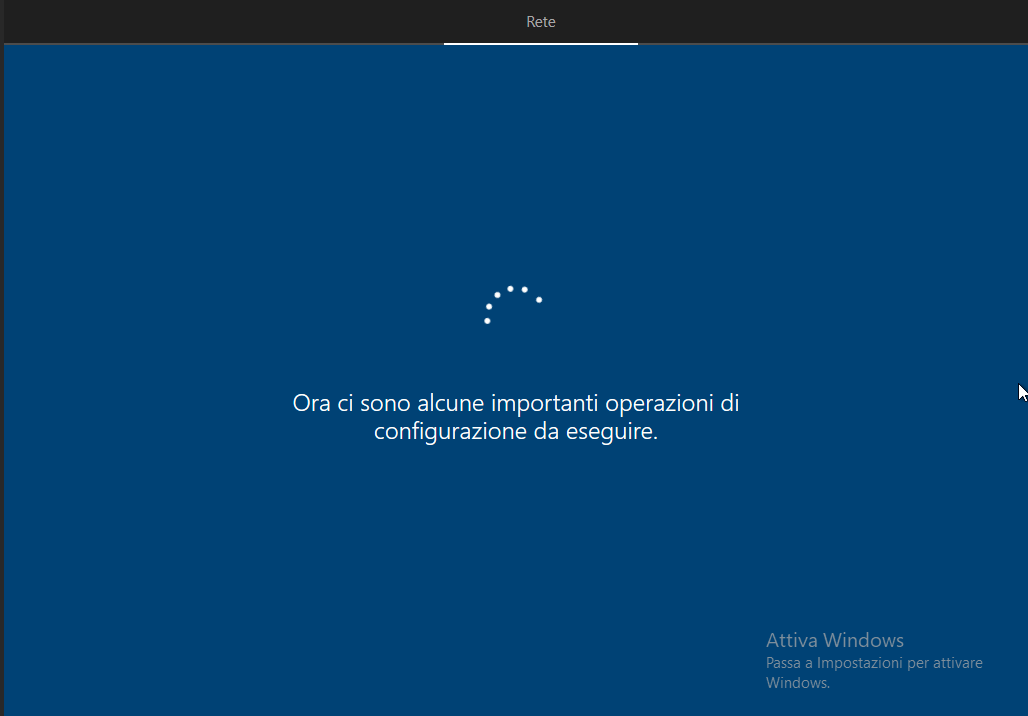 Rete
Ora ci sono alcune importanti operazioni di
configurazione da eseguire.
Attiva Windows
Passa a Impostazioni per attivare
Windows.